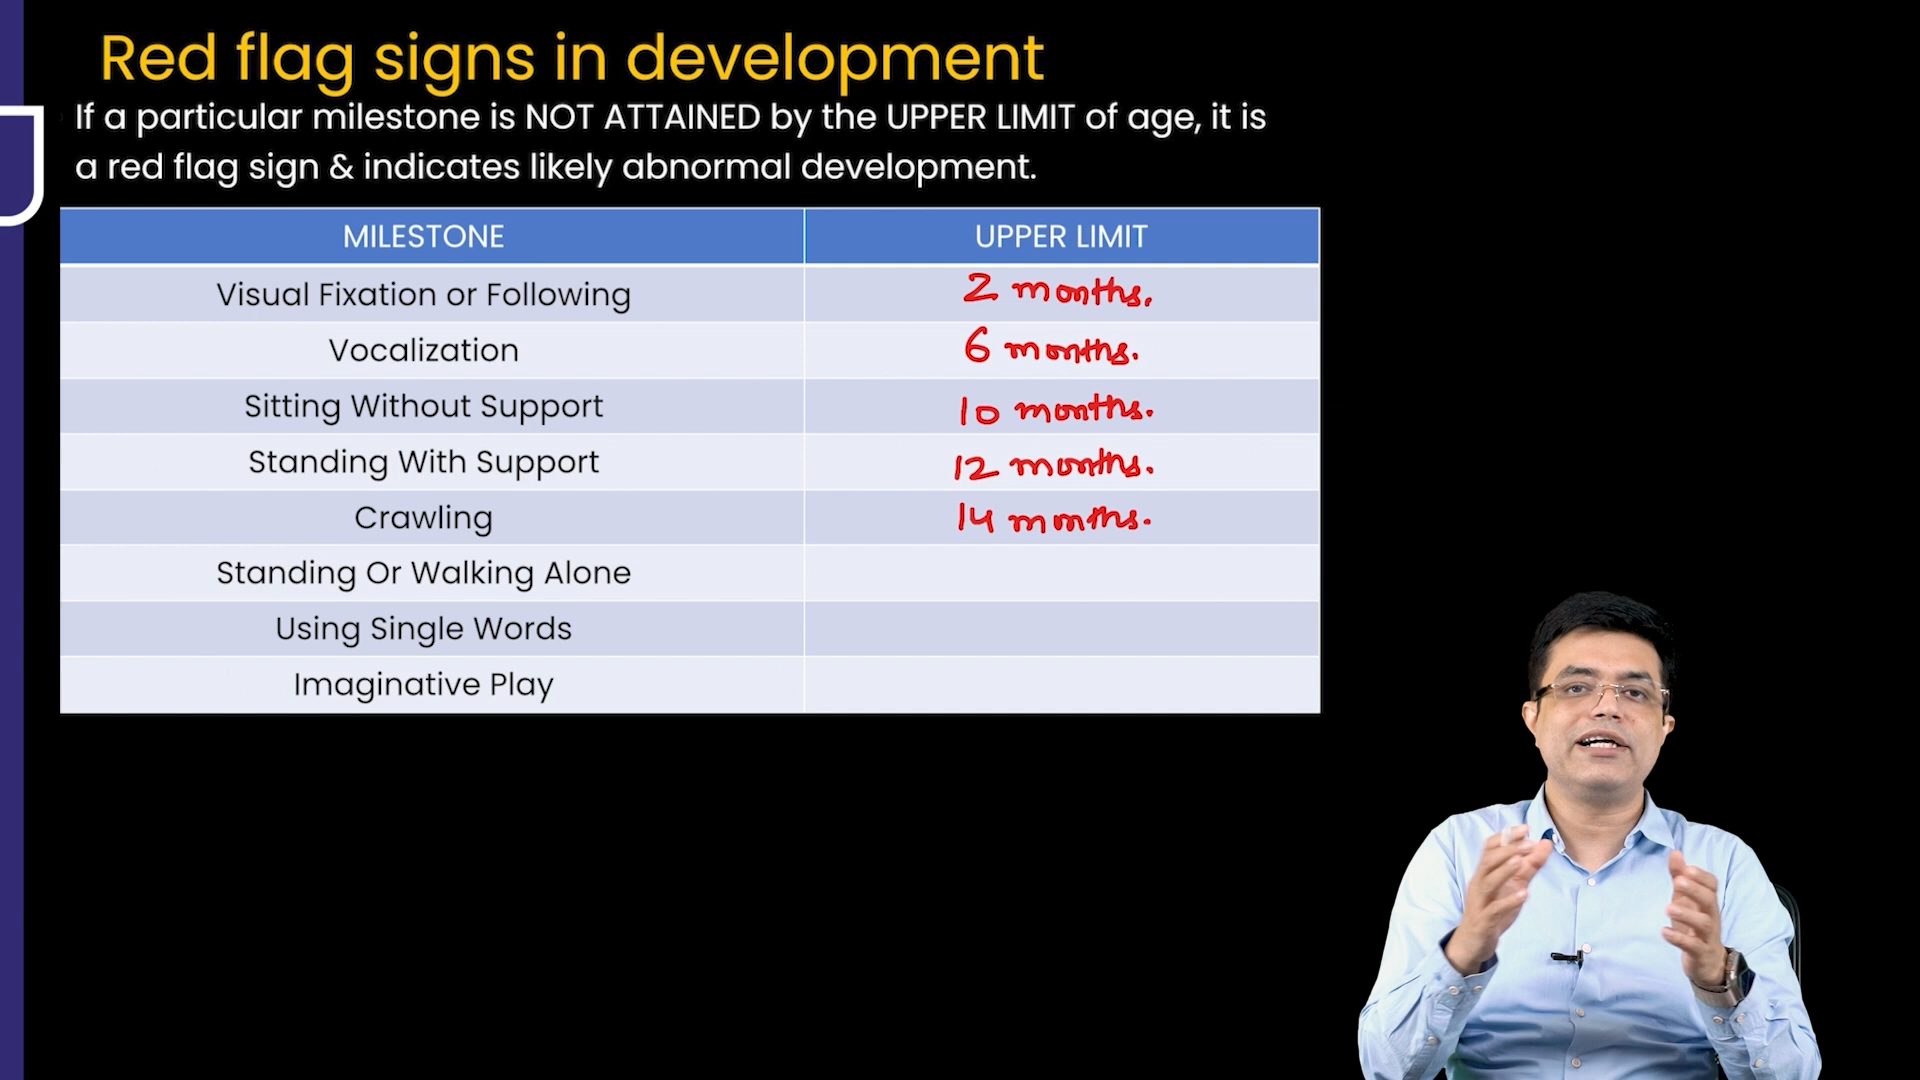 Red flag signs in development
If a particular milestone is NOT ATTAINED by the UPPER LIMIT of age, it is
a red flag sign & indicates likely abnormal development.
MILESTONE UPPER LIMIT
Visual Fixation or Following 2 months.
Vocalization 6 months.
Sitting Without Support 10 months.
Standing With Support 12 months.
Crawling 14 months.
Standing Or Walking Alone
Using Single Words
Imaginative Play